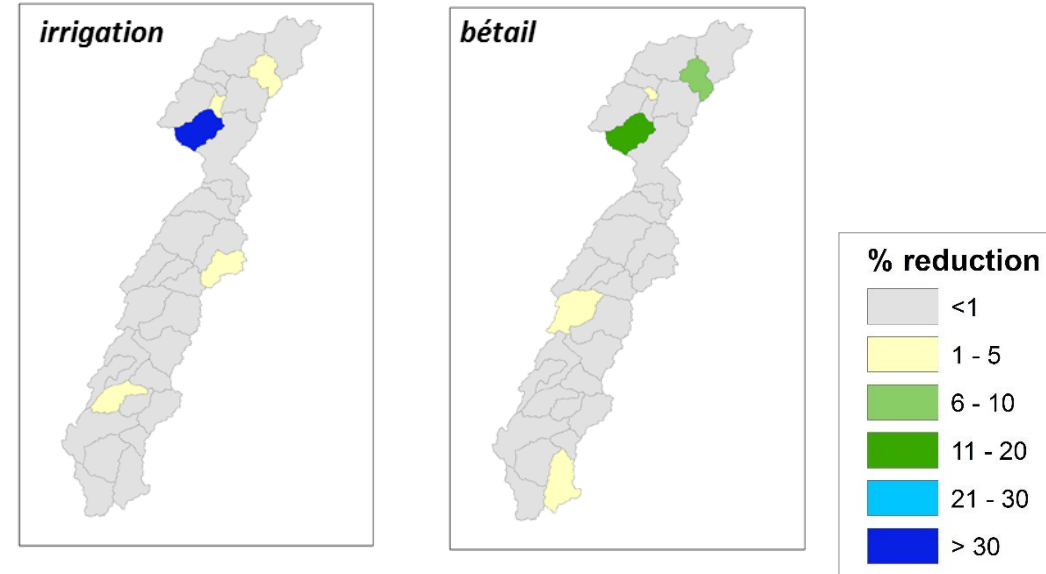 irrigation
bétail
% reduction
<1
1 - 5
6 - 10
11 - 20
21 - 30
> 30